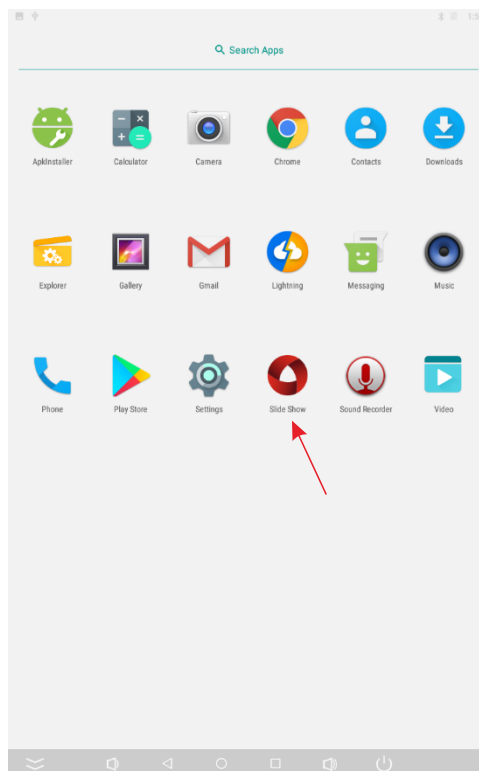 Search Apps
ApkInstaller Calculator Camera Chrome Contacts Downloads
Explorer Gallery Gmail Lightning Messaging Music
Phone Play Store Settings Slide Show Sound Recorder Video